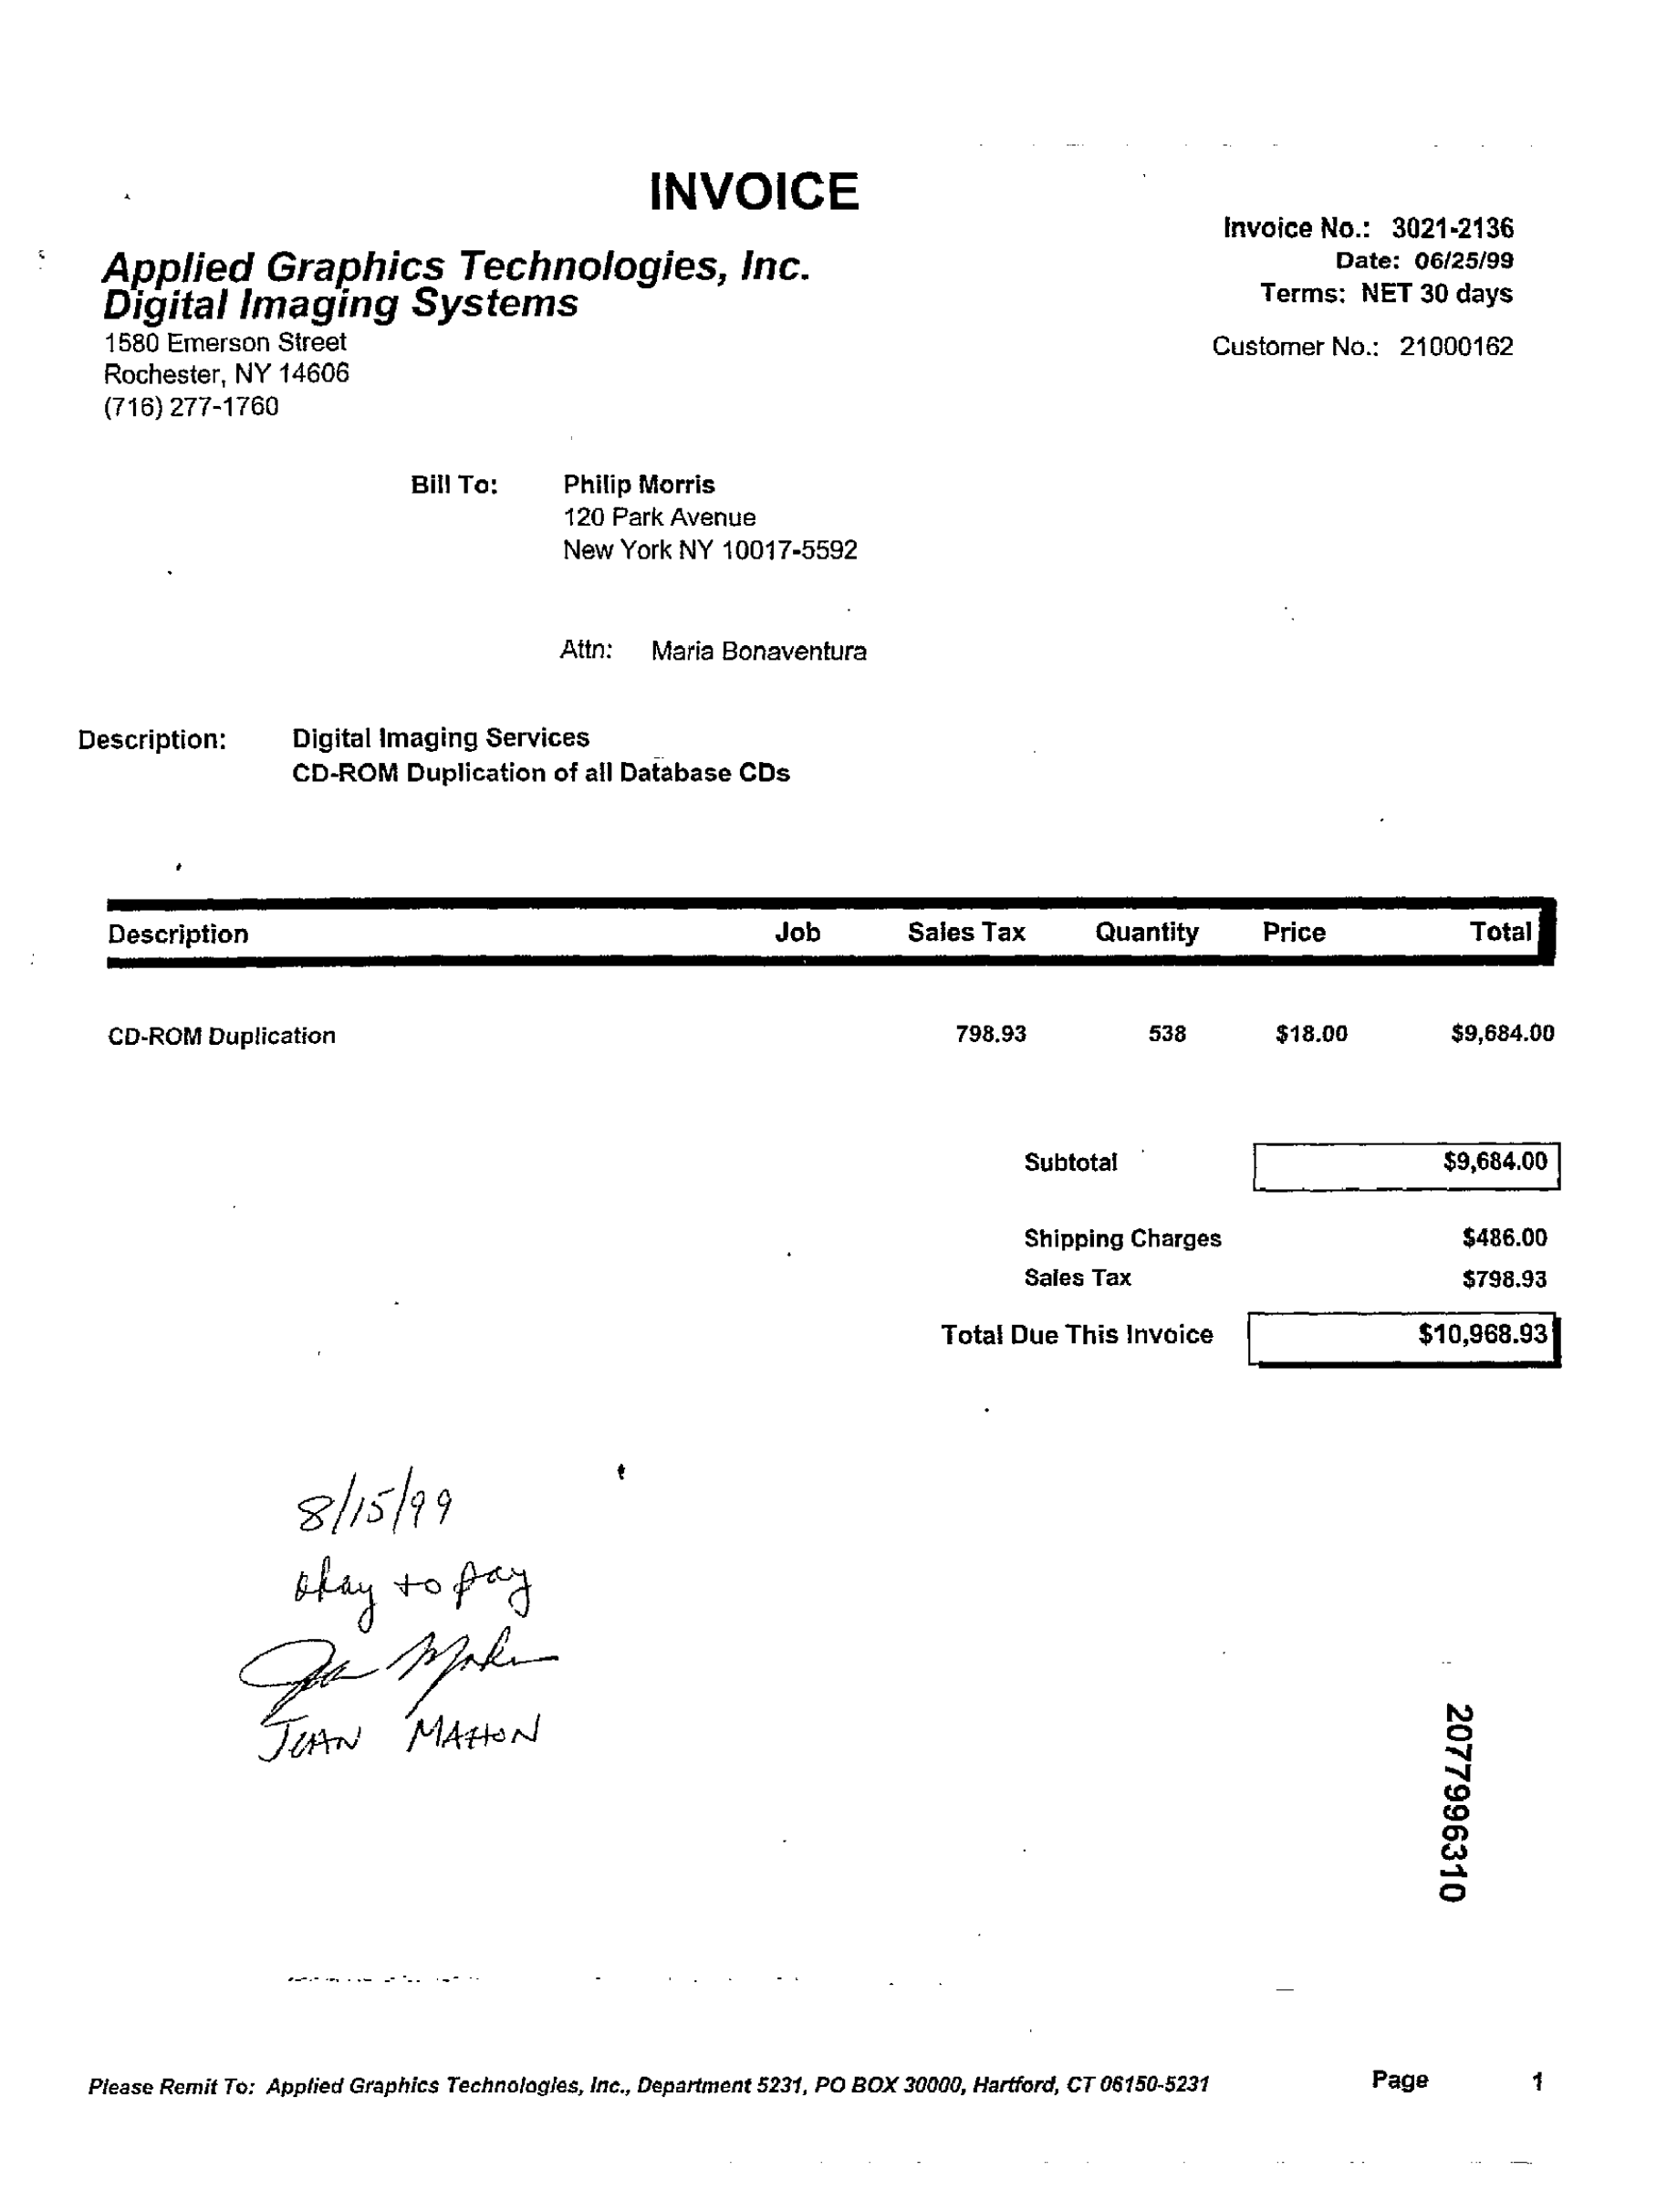 INVOICE
Invoice No.: 3021-2136
Date: 06/25/99
Terms: NET 30 days
Customer No.: 21000162
Applied Graphics Technologies, Inc.
Digital Imaging Systems
1580 Emerson Street
Rochester, NY 14606
(716) 277-1760
Bill To: Philip Morris
120 Park Avenue
New York NY 10017-5592
Attn: Maria Bonaventura
Description: Digital Imaging Services
CD-ROM Duplication of all Database CDs
Description Job Sales Tax Quantity Price Total
CD-ROM Duplication 798.93 538 $18.00 $9,684.00
Subtotal $9,684.00
Shipping Charges $486.00
Sales Tax $798.93
Total Due This Invoice $10,968.93
8/15/99
okay to pay
JEAN MAHON
2077996310
Please Remit To: Applied Graphics Technologies, Inc., Department 5231, PO BOX 30000, Hartford, CT 06150-5231 Page 1